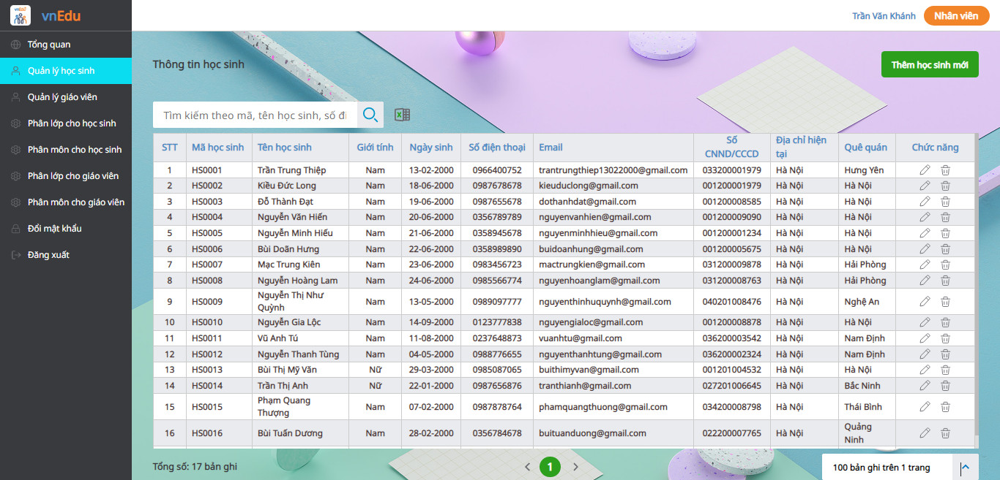 vnEdu
vnEdu
Trần Văn Khánh
Nhân viên
Tổng quan
Quản lý học sinh
Quản lý giáo viên
Phân lớp cho học sinh
Phân môn cho học sinh
Phân lớp cho giáo viên
Phân môn cho giáo viên
Đổi mật khẩu
Đăng xuất
Thông tin học sinh
Thêm học sinh mới
Tìm kiếm theo mã, tên học sinh, số đi
STT Mã học sinh Tên học sinh Giới tính Ngày sinh Số điện thoại Email Số CNND/CCCD Địa chỉ hiện tại Quê quán Chức năng
1 HS0001 Trần Trung Thiệp Nam 13-02-2000 0966400752 trantrungthiep13022000@gmail.com 033200001979 Hà Nội Hưng Yên
2 HS0002 Kiều Đức Long Nam 18-06-2000 0987678678 kieuduclong@gmail.com 001200001979 Hà Nội Hà Nội
3 HS0003 Đỗ Thành Đạt Nam 19-06-2000 0987655678 dothanhdat@gmail.com 001200008585 Hà Nội Hà Nội
4 HS0004 Nguyễn Văn Hiến Nam 20-06-2000 0356789789 nguyenvanhien@gmail.com 001200009090 Hà Nội Hà Nội
5 HS0005 Nguyễn Minh Hiếu Nam 21-06-2000 0358945678 nguyenminhhieu@gmail.com 001200001234 Hà Nội Hà Nội
6 HS0006 Bùi Doãn Hưng Nam 22-06-2000 0358989890 buidoanhung@gmail.com 001200005675 Hà Nội Hà Nội
7 HS0007 Mạc Trung Kiên Nam 23-06-2000 0983456723 mactrungkien@gmail.com 031200009878 Hà Nội Hải Phòng
8 HS0008 Nguyễn Hoàng Lam Nam 24-06-2000 0985566774 nguyenhoanglam@gmail.com 031200008763 Hà Nội Hải Phòng
9 HS0009 Nguyễn Thị Như Quỳnh Nam 13-05-2000 0989097777 nguyenthinhuquynh@gmail.com 040201008476 Hà Nội Nghệ An
10 HS0010 Nguyễn Gia Lộc Nam 14-09-2000 0123777838 nguyengialoc@gmail.com 001200008878 Hà Nội Hà Nội
11 HS0011 Vũ Anh Tú Nam 11-08-2000 0237648873 vuanhtu@gmail.com 036200003542 Hà Nội Nam Định
12 HS0012 Nguyễn Thanh Tùng Nam 04-05-2000 0988776655 nguyenthanhtung@gmail.com 036200002324 Hà Nội Nam Định
13 HS0013 Bùi Thị Mỹ Vân Nữ 29-03-2000 0985087065 buithimyvan@gmail.com 001201004532 Hà Nội Hà Nội
14 HS0014 Trần Thị Anh Nữ 22-01-2000 0987656876 tranthianh@gmail.com 027201006645 Hà Nội Bắc Ninh
15 HS0015 Phạm Quang Thượng Nam 07-02-2000 0987878764 phamquangthuong@gmail.com 034200008798 Hà Nội Thái Bình
16 HS0016 Bùi Tuấn Dương Nam 28-02-2000 0356784678 buituanduong@gmail.com 022200007765 Hà Nội Quảng Ninh
Tổng số: 17 bản ghi
1
100 bản ghi trên 1 trang